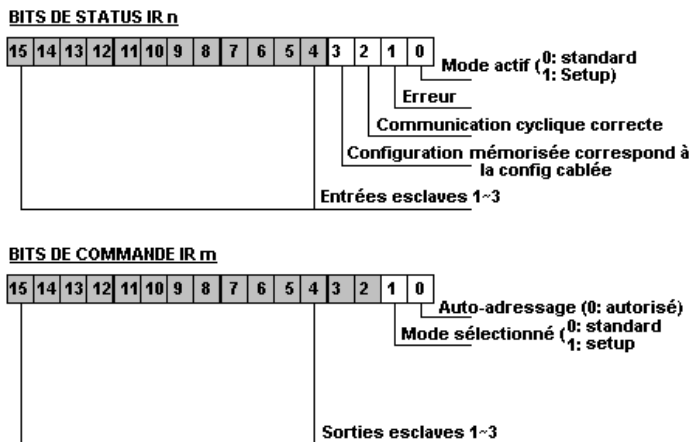 BITS DE STATUS IR n
15 14 13 12 11 10 9 8 7 6 5 4 3 2 1 0
Mode actif (0: standard
1: Setup)
Erreur
Communication cyclique correcte
Configuration mémorisée correspond à
la config cablée
Entrées esclaves 1~3
BITS DE COMMANDE IR m
15 14 13 12 11 10 9 8 7 6 5 4 3 2 1 0
Auto-adressage (0: autorisé)
Mode sélectionné (0: standard
1: setup
Sorties esclaves 1~3